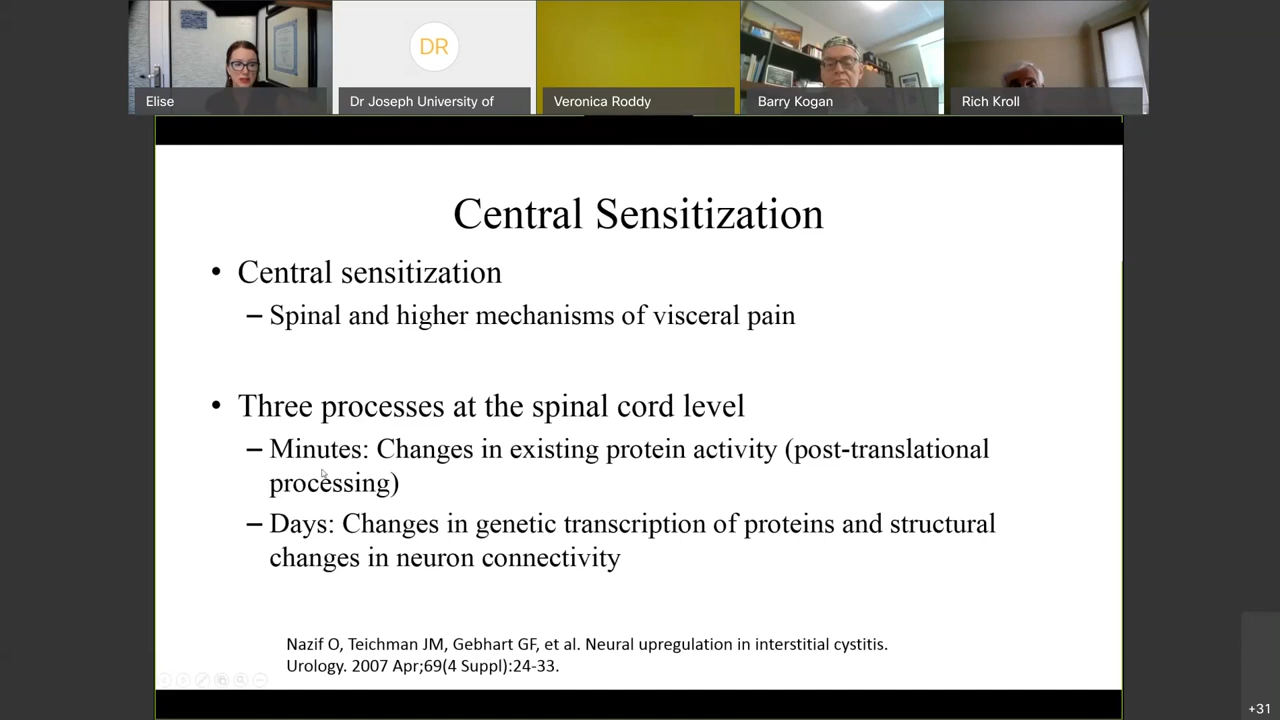 DR
Elise
Dr Joseph University of
Veronica Roddy
Barry Kogan
Rich Kroll
Central Sensitization
• Central sensitization
– Spinal and higher mechanisms of visceral pain
• Three processes at the spinal cord level
– Minutes: Changes in existing protein activity (post-translational
processing)
– Days: Changes in genetic transcription of proteins and structural
changes in neuron connectivity
Nazif O, Teichman JM, Gebhart GF, et al. Neural upregulation in interstitial cystitis.
Urology. 2007 Apr;69(4 Suppl):24-33.
+31